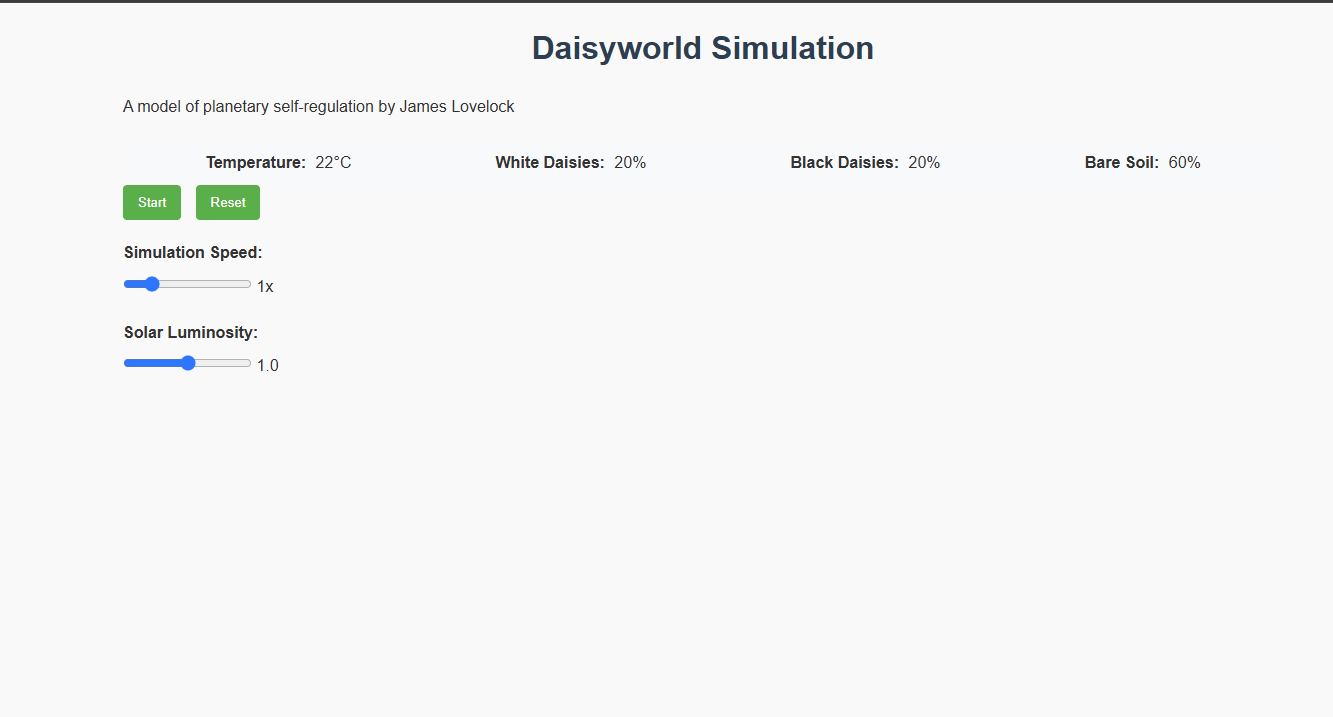 Daisyworld Simulation
A model of planetary self-regulation by James Lovelock
Temperature: 22°C White Daisies: 20% Black Daisies: 20% Bare Soil: 60%
Start Reset
Simulation Speed:
1x
Solar Luminosity:
1.0